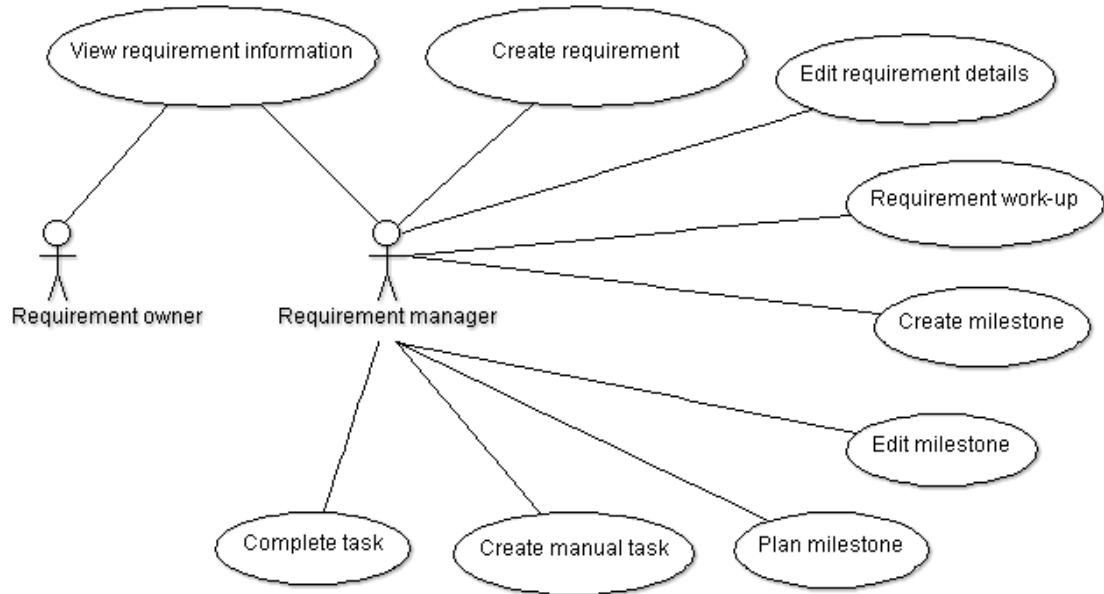 View requirement information
Create requirement
Edit requirement details
Requirement work-up
Requirement owner
Requirement manager
Create milestone
Edit milestone
Complete task
Create manual task
Plan milestone